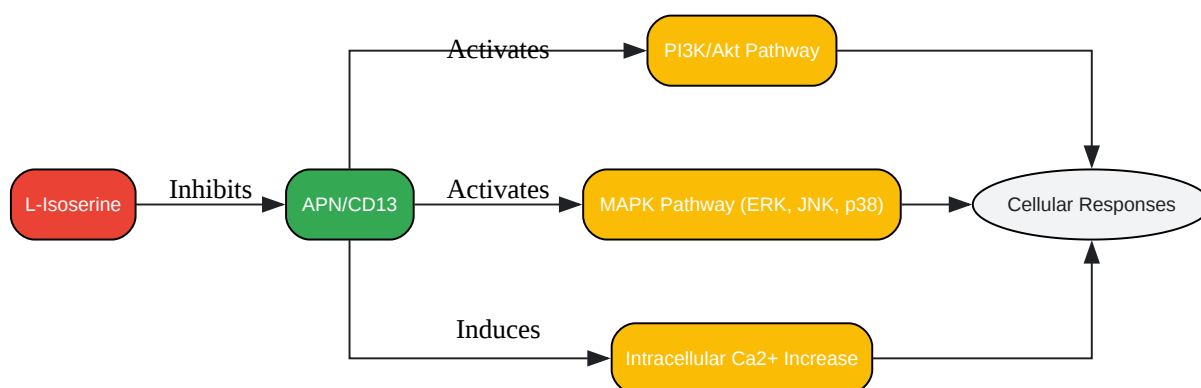 Activates
PI3K/Akt Pathway
L-Isoserine
Inhibits
APN/CD13
Activates
MAPK Pathway (ERK, JNK, p38)
Cellular Responses
Induces
Intracellular Ca2+ Increase